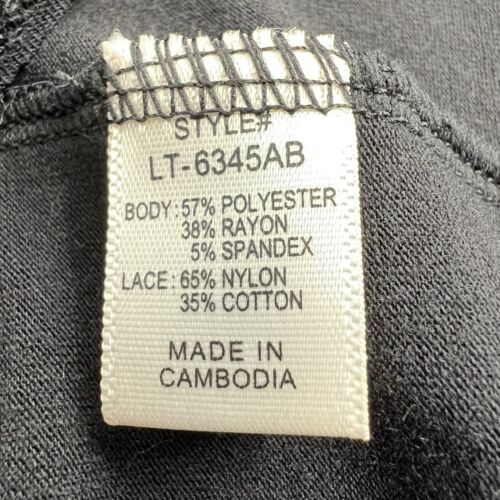 STYLE#
LT-6345AB
BODY: 57% POLYESTER
38% RAYON
5% SPANDEX
LACE: 65% NYLON
35% COTTON
MADE IN
CAMBODIA